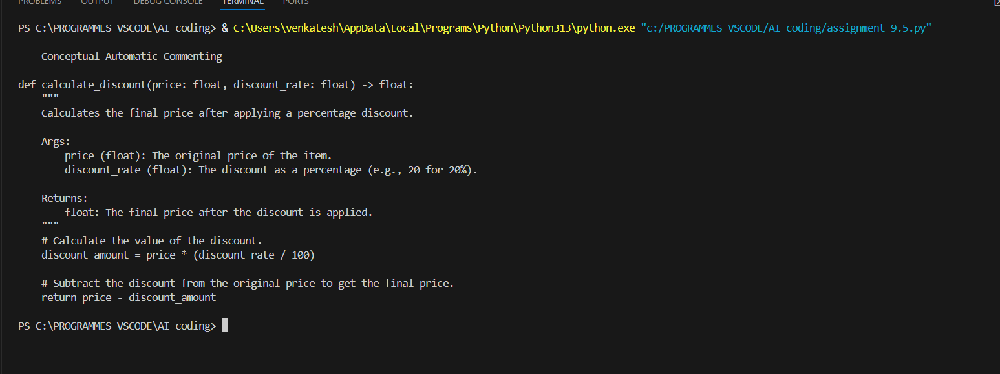 PROBLEMS OUTPUT DEBUG CONSOLE TERMINAL PORTS
PS C:\PROGRAMMES VSCODE\AI coding> & C:\Users\venkatesh\AppData\Local\Programs\Python\Python313\python.exe "c:/PROGRAMMES VSCODE/AI coding/assignment 9.5.py"
--- Conceptual Automatic Commenting ---
def calculate_discount(price: float, discount_rate: float) -> float:
    """
    Calculates the final price after applying a percentage discount.
    Args:
        price (float): The original price of the item.
        discount_rate (float): The discount as a percentage (e.g., 20 for 20%).
    Returns:
        float: The final price after the discount is applied.
    """
    # Calculate the value of the discount.
    discount_amount = price * (discount_rate / 100)
    # Subtract the discount from the original price to get the final price.
    return price - discount_amount
PS C:\PROGRAMMES VSCODE\AI coding>